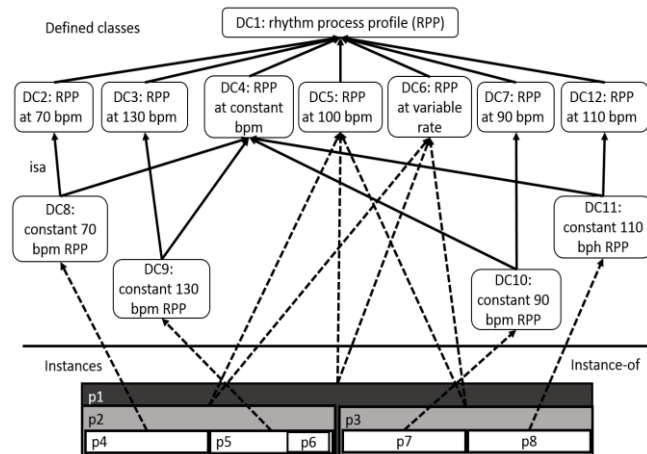 Defined classes
DC1: rhythm process profile (RPP)
DC2: RPP
at 70 bpm
DC3: RPP
at 130 bpm
DC4: RPP
at constant
bpm
DC5: RPP
at 100 bpm
DC6: RPP
at variable
rate
DC7: RPP
at 90 bpm
DC12: RPP
at 110 bpm
isa
DC8:
constant 70
bpm RPP
DC9:
constant 130
bpm RPP
DC10:
constant 90
bpm RPP
DC11:
constant 110
bph RPP
Instances
Instance-of
p1
p2
p3
p4
p5
p6
p7
p8